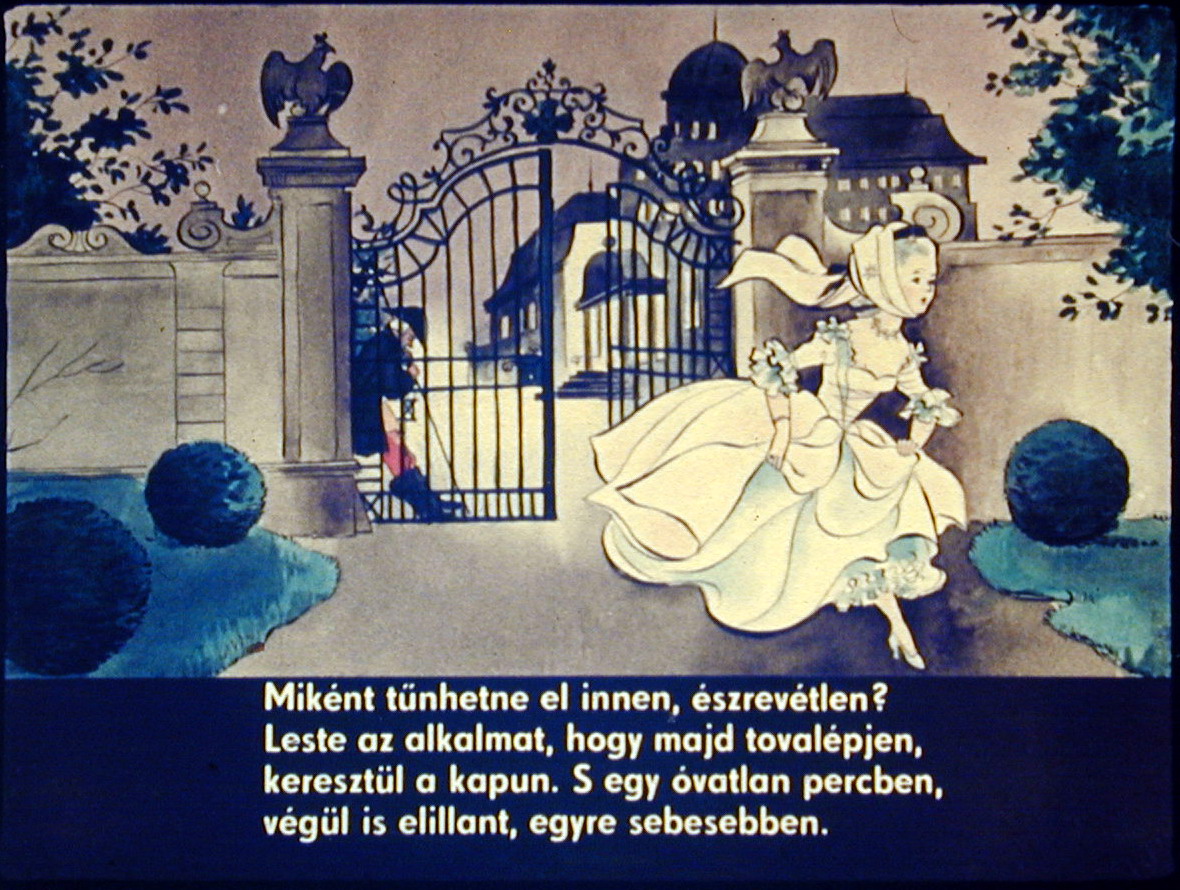 Miként tűnhetne el innen, észrevétlen?
Leste az alkalmat, hogy majd tovalépjen,
keresztül a kapun. S egy óvatlan percben,
végül is elillant, egyre sebesebben.